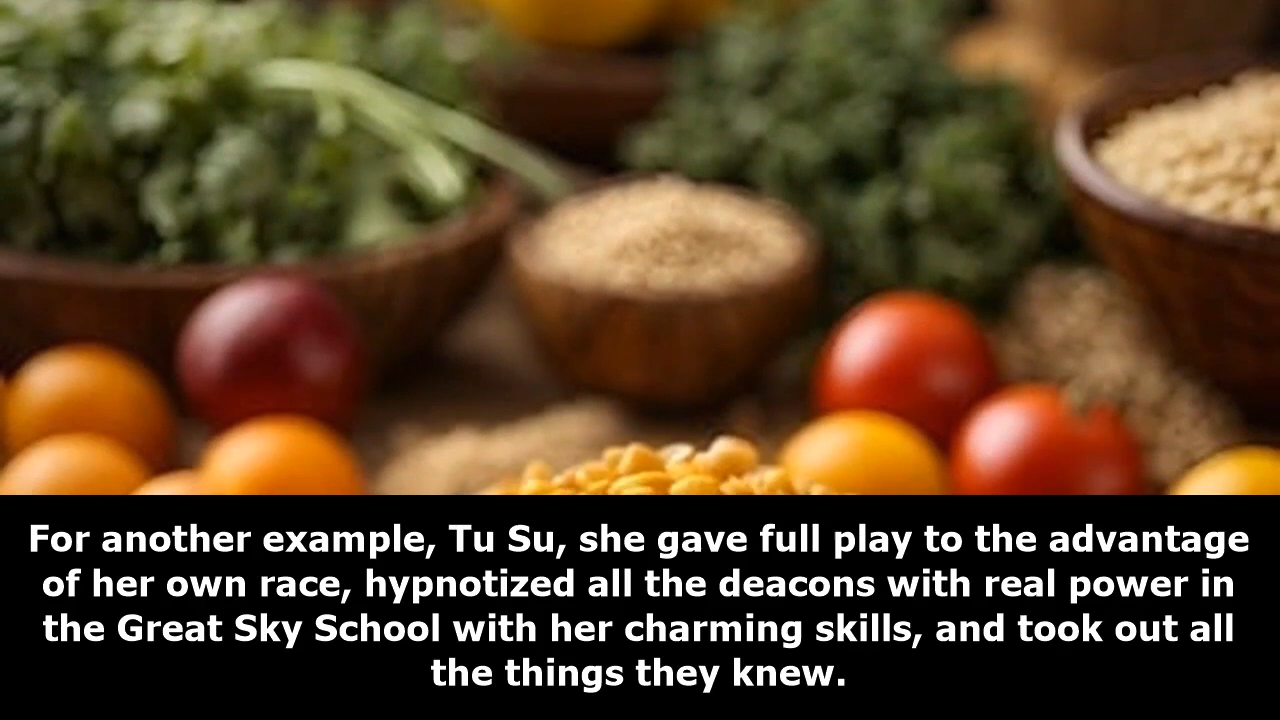 For another example, Tu Su, she gave full play to the advantage
of her own race, hypnotized all the deacons with real power in
the Great Sky School with her charming skills, and took out all
the things they knew.